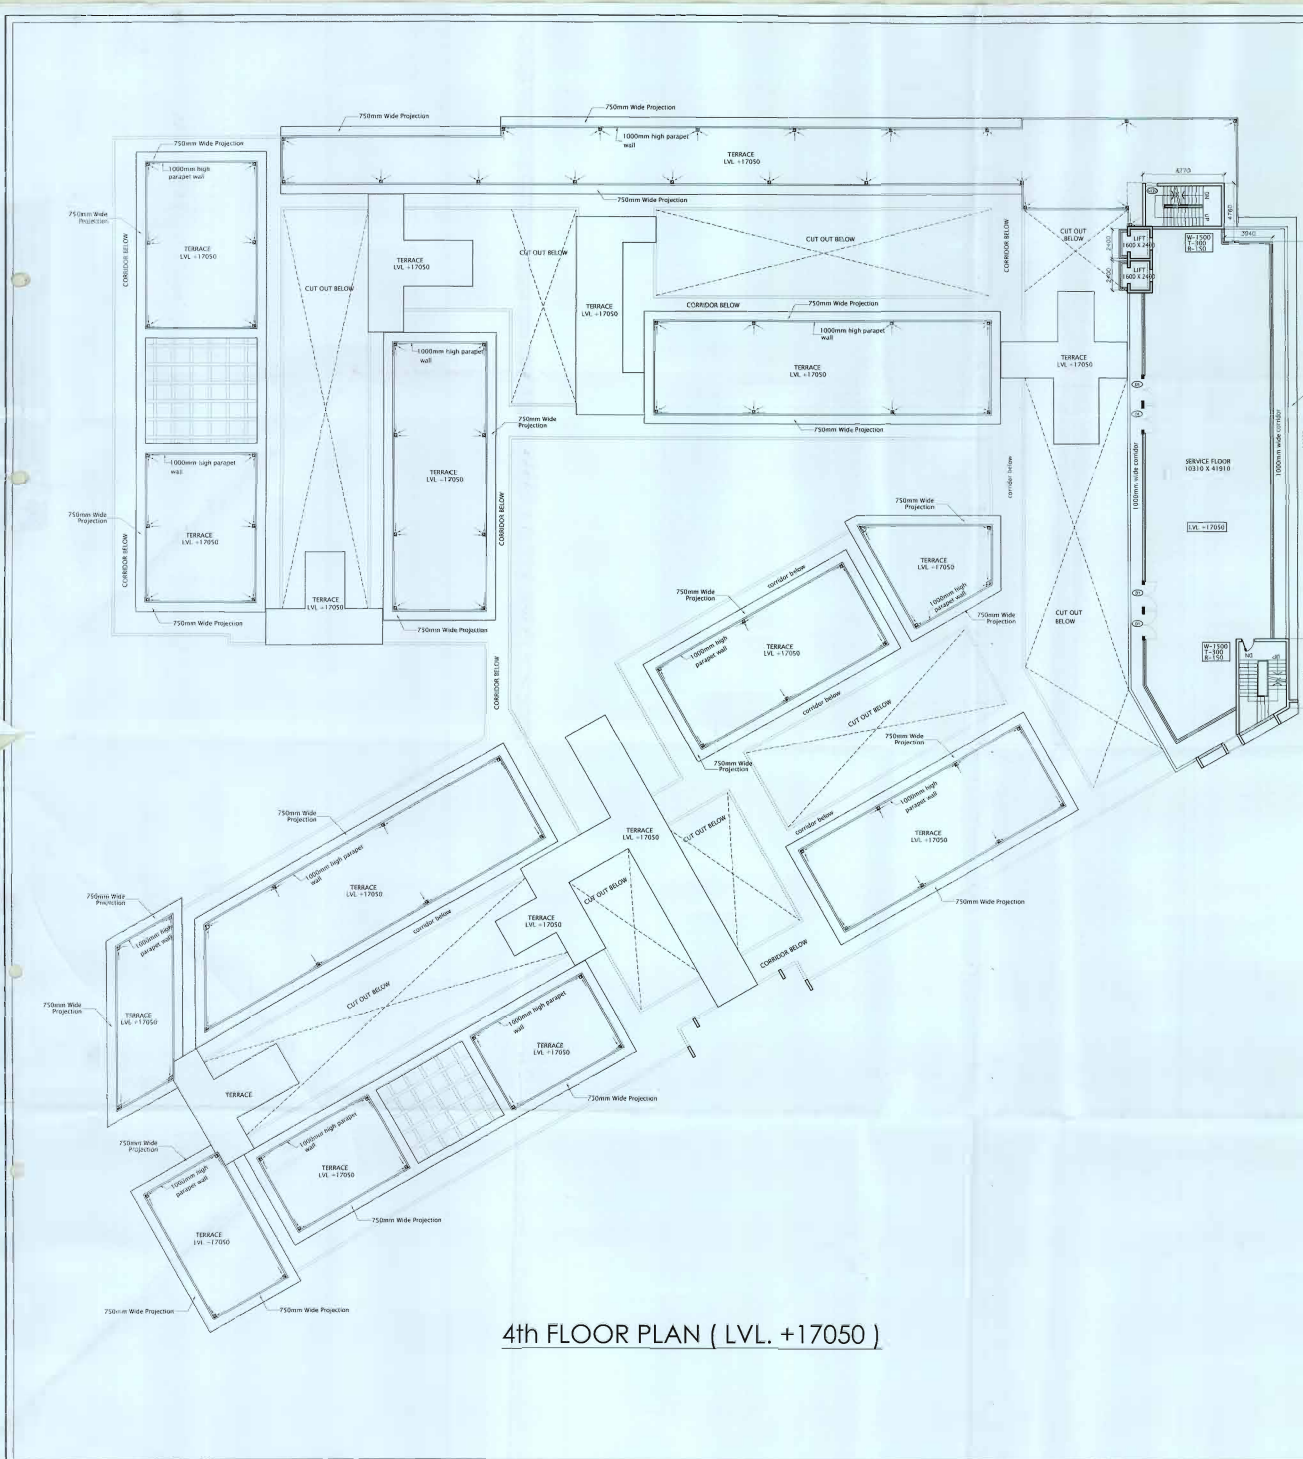 750mm Wide Projection
750mm Wide Projection
1000mm high parapet
wall
TERRACE
LVL +17050
750mm Wide Projection
750mm Wide Projection
1000mm high
parapet wall
750mm Wide
Projection
TERRACE
LVL +17050
CORRIDOR BELOW
CUT OUT BELOW
TERRACE
LVL +17050
CUT OUT BELOW
TERRACE
LVL +17050
CUT OUT BELOW
CORRIDOR BELOW
CUT OUT
BELOW
6770
4760
3940
DN
UP
LIFT
1600 X 2400
LIFT
1600 X 2400
2400
2400
W-1500
T-300
R-150
CORRIDOR BELOW
750mm Wide Projection
1000mm high parapet
wall
TERRACE
LVL +17050
750mm Wide Projection
TERRACE
LVL +17050
1000mm high parapet
wall
750mm Wide
Projection
TERRACE
LVL +17050
CORRIDOR BELOW
750mm Wide Projection
1000mm high parapet
wall
750mm Wide
Projection
TERRACE
LVL +17050
CORRIDOR BELOW
750mm Wide Projection
TERRACE
LVL +17050
corridor below
1000mm wide corridor
SERVICE FLOOR
10310 X 41910
LVL +17050
1000mm wide corridor
W-1500
T-300
R-150
DN
UP
CUT OUT
BELOW
750mm Wide
Projection
TERRACE
LVL +17050
1000mm high
parapet wall
750mm Wide
Projection
corridor below
750mm Wide
Projection
1000mm high
parapet wall
TERRACE
LVL +17050
corridor below
750mm Wide
Projection
CORRIDOR BELOW
CUT OUT BELOW
750mm Wide
Projection
1000mm high
parapet wall
TERRACE
LVL +17050
corridor below
750mm Wide Projection
CUT OUT BELOW
TERRACE
LVL +17050
CORRIDOR BELOW
750mm Wide
Projection
1000mm high parapet
wall
TERRACE
LVL +17050
corridor below
CUT OUT BELOW
TERRACE
LVL +17050
CUT OUT BELOW
750mm Wide
Projection
1000mm high
parapet wall
750mm Wide
Projection
TERRACE
LVL +17050
TERRACE
1000mm high parapet
wall
TERRACE
LVL +17050
750mm Wide Projection
1000mm high parapet
wall
TERRACE
LVL +17050
750mm Wide Projection
750mm Wide
Projection
1000mm high
parapet wall
TERRACE
LVL +17050
750mm Wide Projection
750mm Wide Projection
4th FLOOR PLAN ( LVL. +17050 )